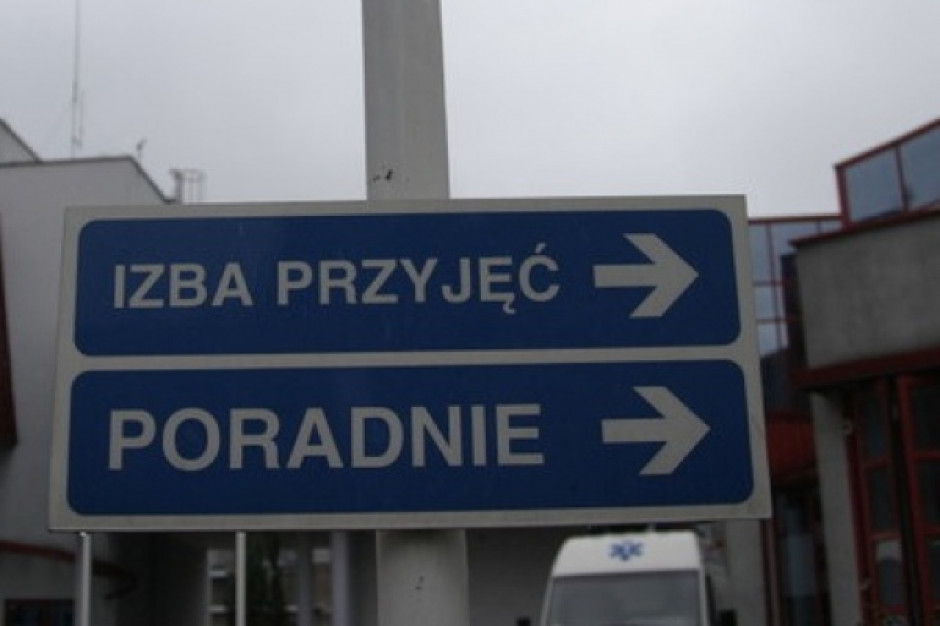 IZBA PRZYJĘĆ
PORADNIE